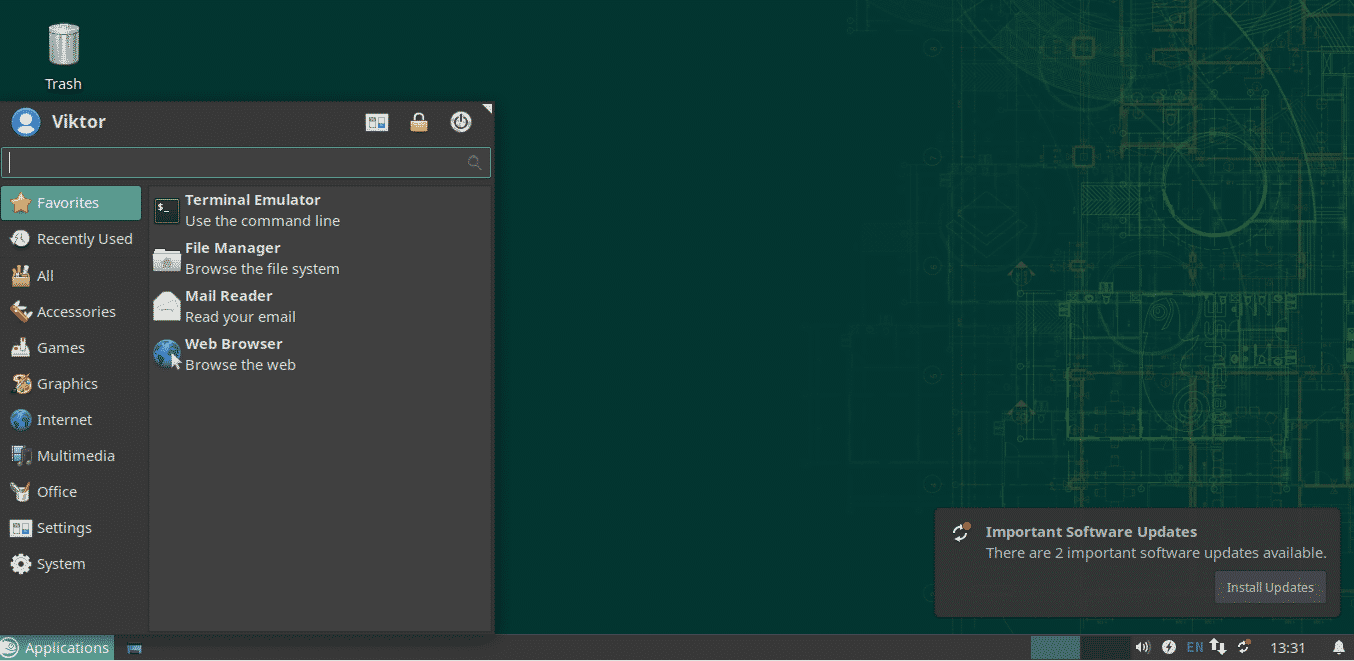 Trash
Viktor
Favorites
Recently Used
All
Accessories
Games
Graphics
Internet
Multimedia
Office
Settings
System
$_
Terminal Emulator
Use the command line
File Manager
Browse the file system
Mail Reader
Read your email
Web Browser
Browse the web
Important Software Updates
There are 2 important software updates available.
Install Updates
Applications
EN
13:31